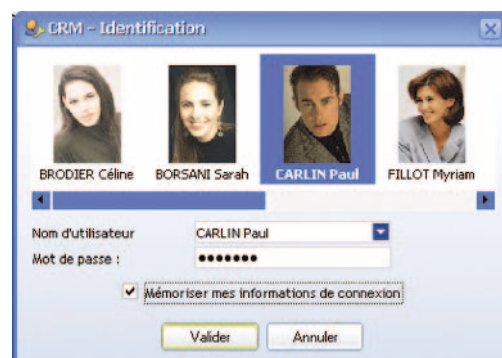 CRM - Identification
BRODIER Céline BORSANI Sarah CARLIN Paul FILLOT Myriam
Nom d'utilisateur CARLIN Paul
Mot de passe : ●●●●●●●
Mémoriser mes informations de connexion
Valider Annuler